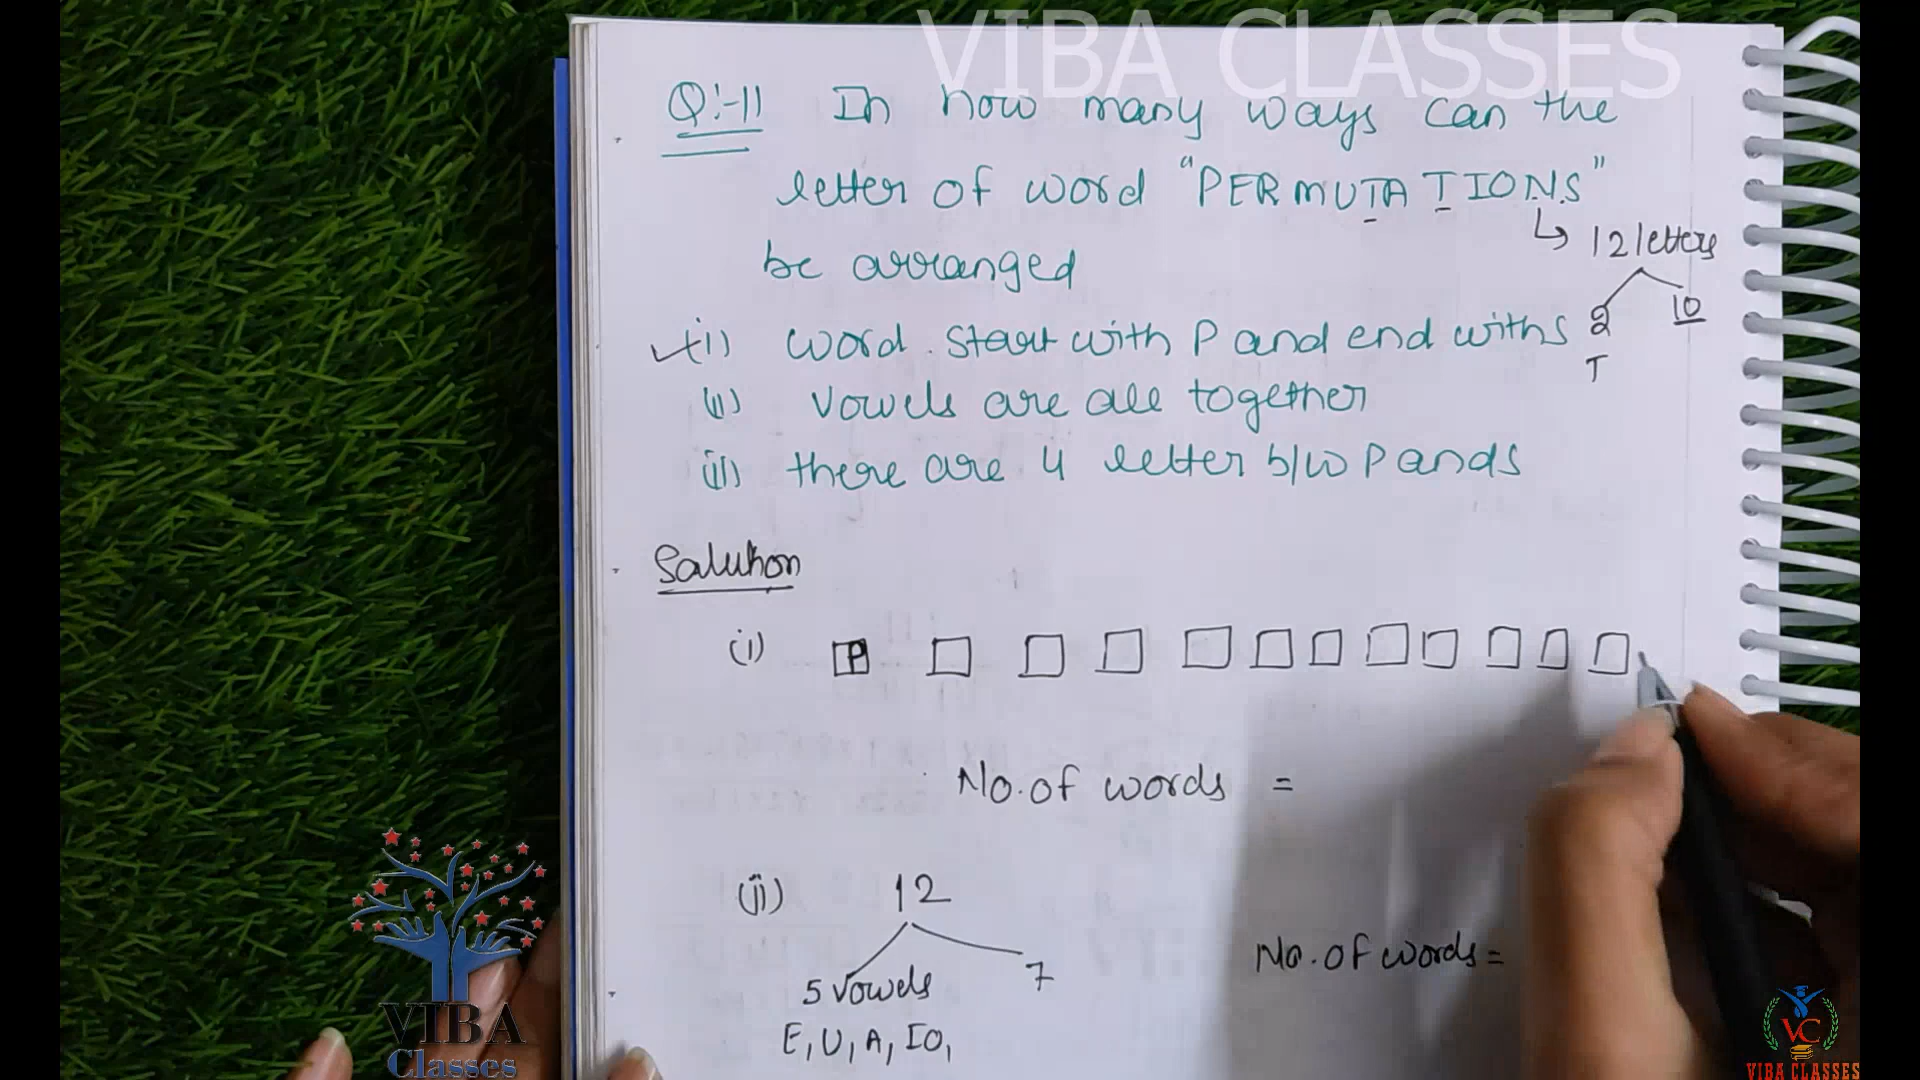 VIBA CLASSES
Q:-11 In how many ways can the
letter of word "PERMUTATIONS"
↳ 12 letters
be arranged
2 10
T
✓(i) word start with P and end with S
(ii) vowels are all together
(iii) there are 4 letter b/w P and S
Solution
(i) P
No. of words =
(ii) 12
5 vowels 7
E, U, A, I O,
No. of words =
VIBA
Classes
VC
VIBA CLASSES